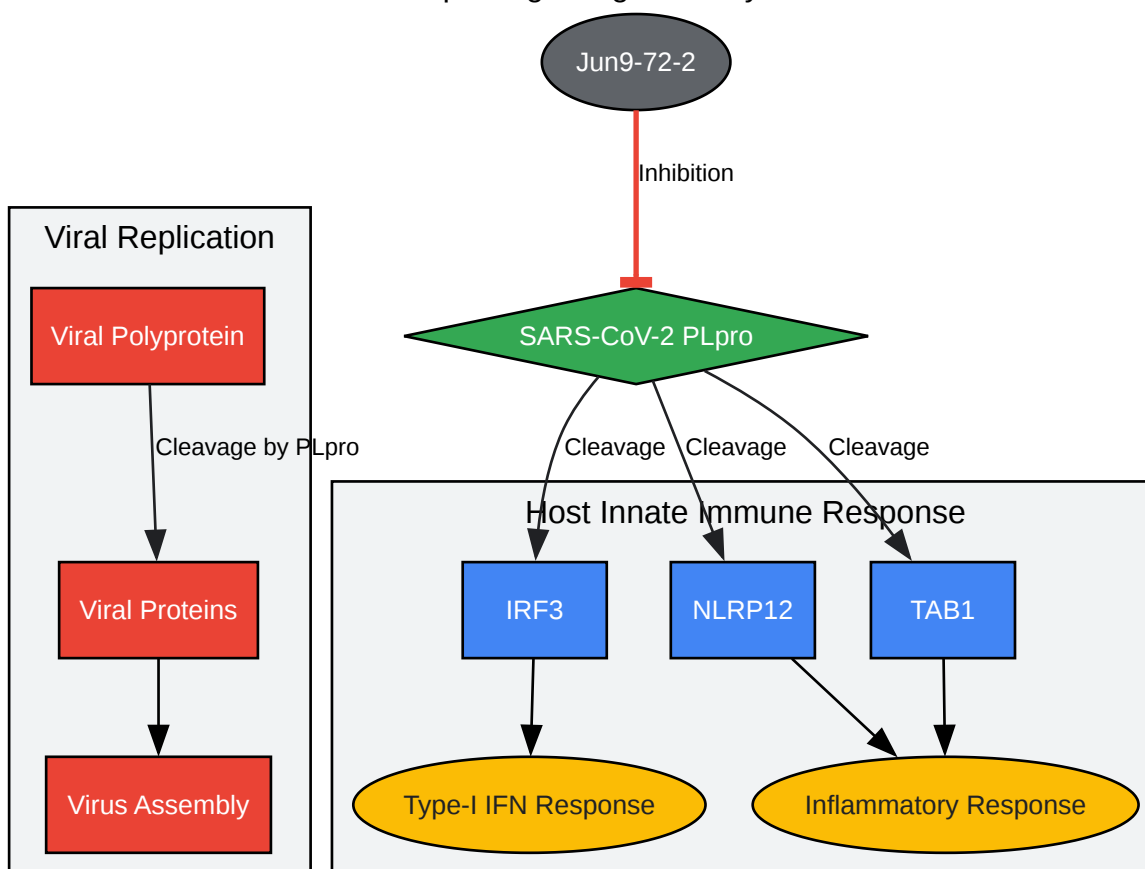 Jun9-72-2
Inhibition
Viral Replication
Viral Polyprotein
SARS-CoV-2 PLpro
Cleavage by PLpro
Cleavage
Cleavage
Cleavage
Host Innate Immune Response
Viral Proteins
IRF3
NLRP12
TAB1
Virus Assembly
Type-I IFN Response
Inflammatory Response